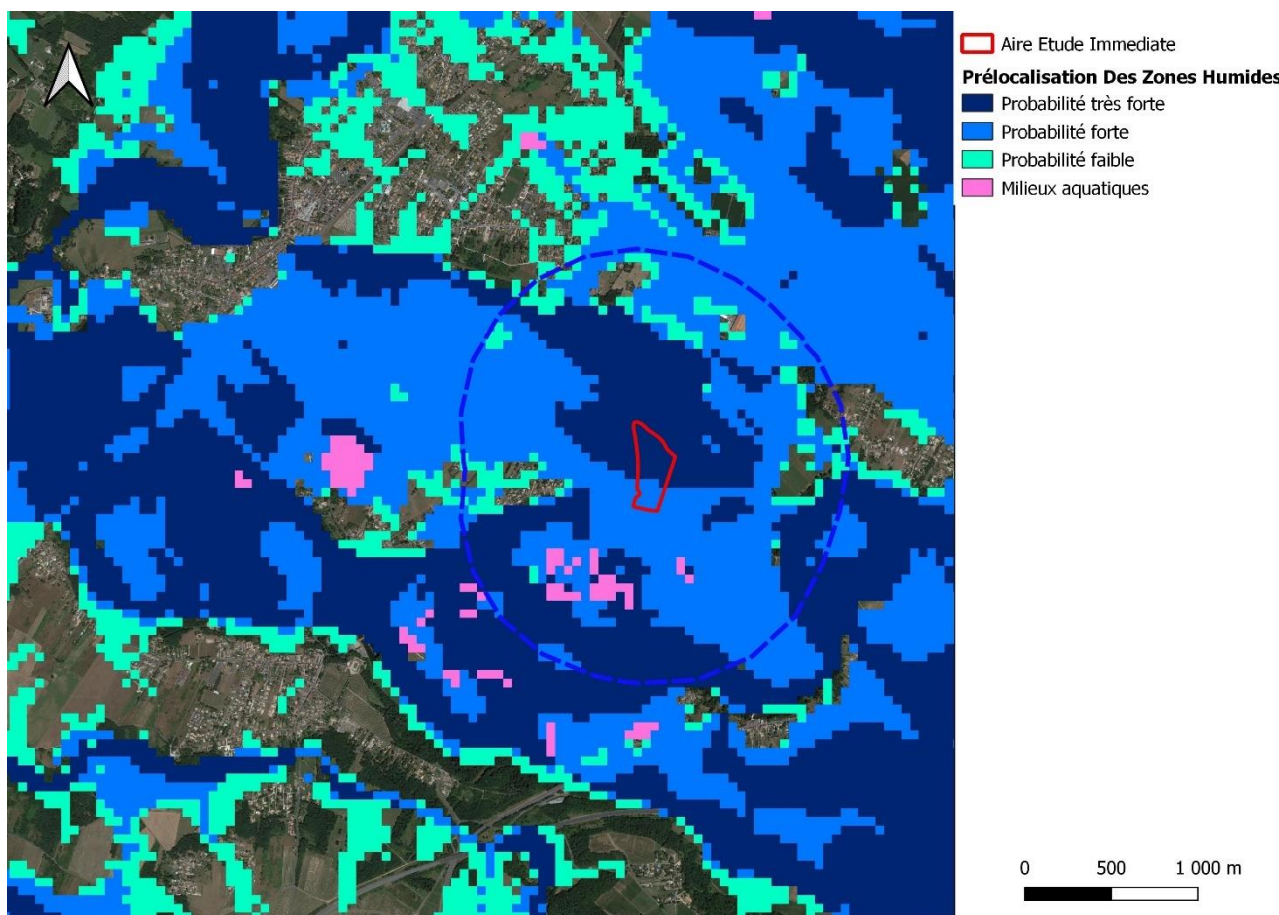 Aire Etude Immediate
Prélocalisation Des Zones Humides
Probabilité très forte
Probabilité forte
Probabilité faible
Milieux aquatiques
0 500 1 000 m